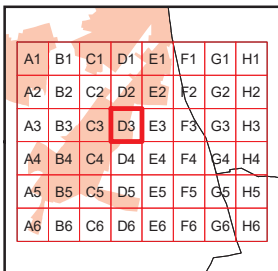 A1 B1 C1 D1 E1 F1 G1 H1
A2 B2 C2 D2 E2 F2 G2 H2
A3 B3 C3 D3 E3 F3 G3 H3
A4 B4 C4 D4 E4 F4 G4 H4
A5 B5 C5 D5 E5 F5 G5 H5
A6 B6 C6 D6 E6 F6 G6 H6